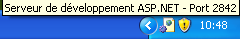 Serveur de développement ASP.NET - Port 2842
10:48